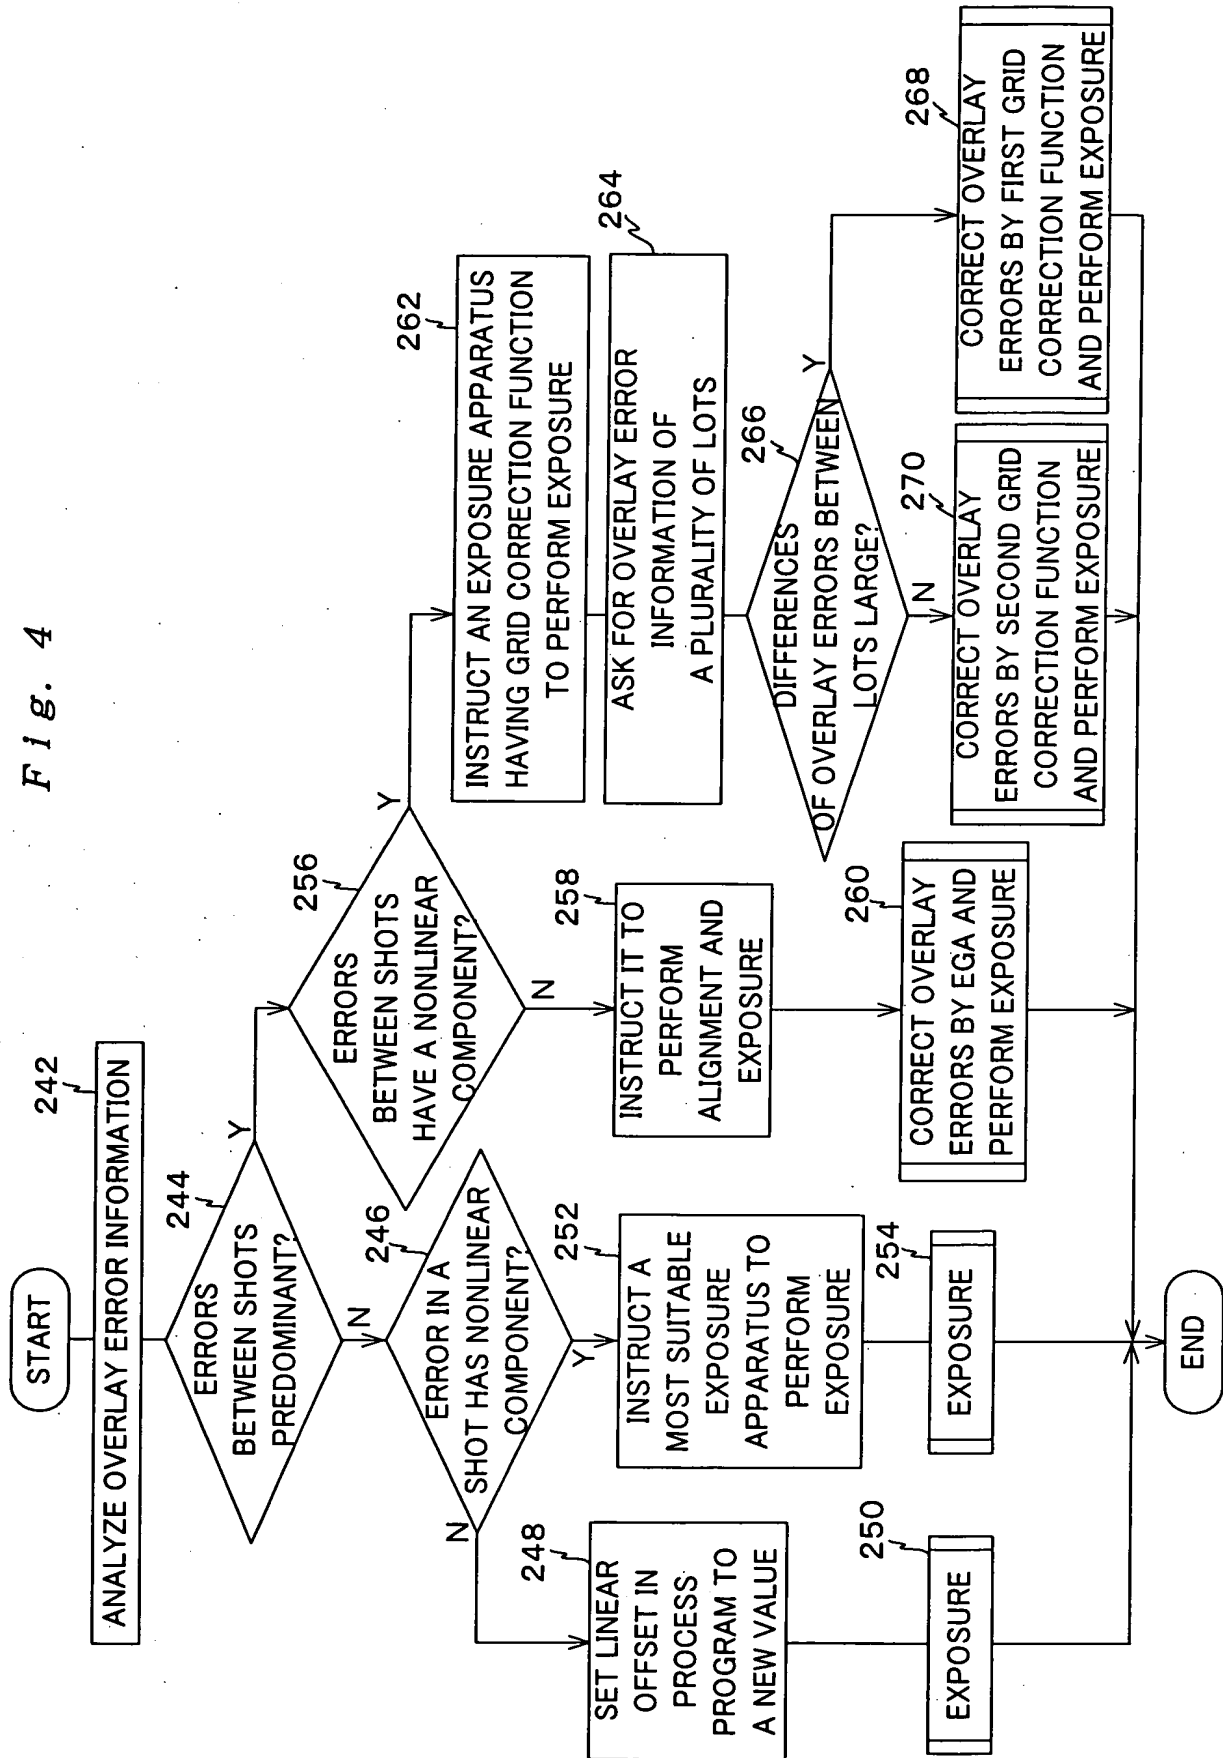 Fig. 4
START
242
ANALYZE OVERLAY ERROR INFORMATION
244
ERRORS
BETWEEN SHOTS
PREDOMINANT?
Y
N
246
ERROR IN A
SHOT HAS NONLINEAR
COMPONENT?
N
Y
248
SET LINEAR
OFFSET IN
PROCESS
PROGRAM TO
A NEW VALUE
250
EXPOSURE
252
INSTRUCT A
MOST SUITABLE
EXPOSURE
APPARATUS TO
PERFORM
EXPOSURE
254
EXPOSURE
256
ERRORS
BETWEEN SHOTS
HAVE A NONLINEAR
COMPONENT?
Y
N
258
INSTRUCT IT TO
PERFORM
ALIGNMENT AND
EXPOSURE
260
CORRECT OVERLAY
ERRORS BY EGA AND
PERFORM EXPOSURE
262
INSTRUCT AN EXPOSURE APPARATUS
HAVING GRID CORRECTION FUNCTION
TO PERFORM EXPOSURE
264
ASK FOR OVERLAY ERROR
INFORMATION OF
A PLURALITY OF LOTS
266
DIFFERENCES
OF OVERLAY ERRORS BETWEEN
LOTS LARGE?
Y
N
268
CORRECT OVERLAY
ERRORS BY FIRST GRID
CORRECTION FUNCTION
AND PERFORM EXPOSURE
270
CORRECT OVERLAY
ERRORS BY SECOND GRID
CORRECTION FUNCTION
AND PERFORM EXPOSURE
END